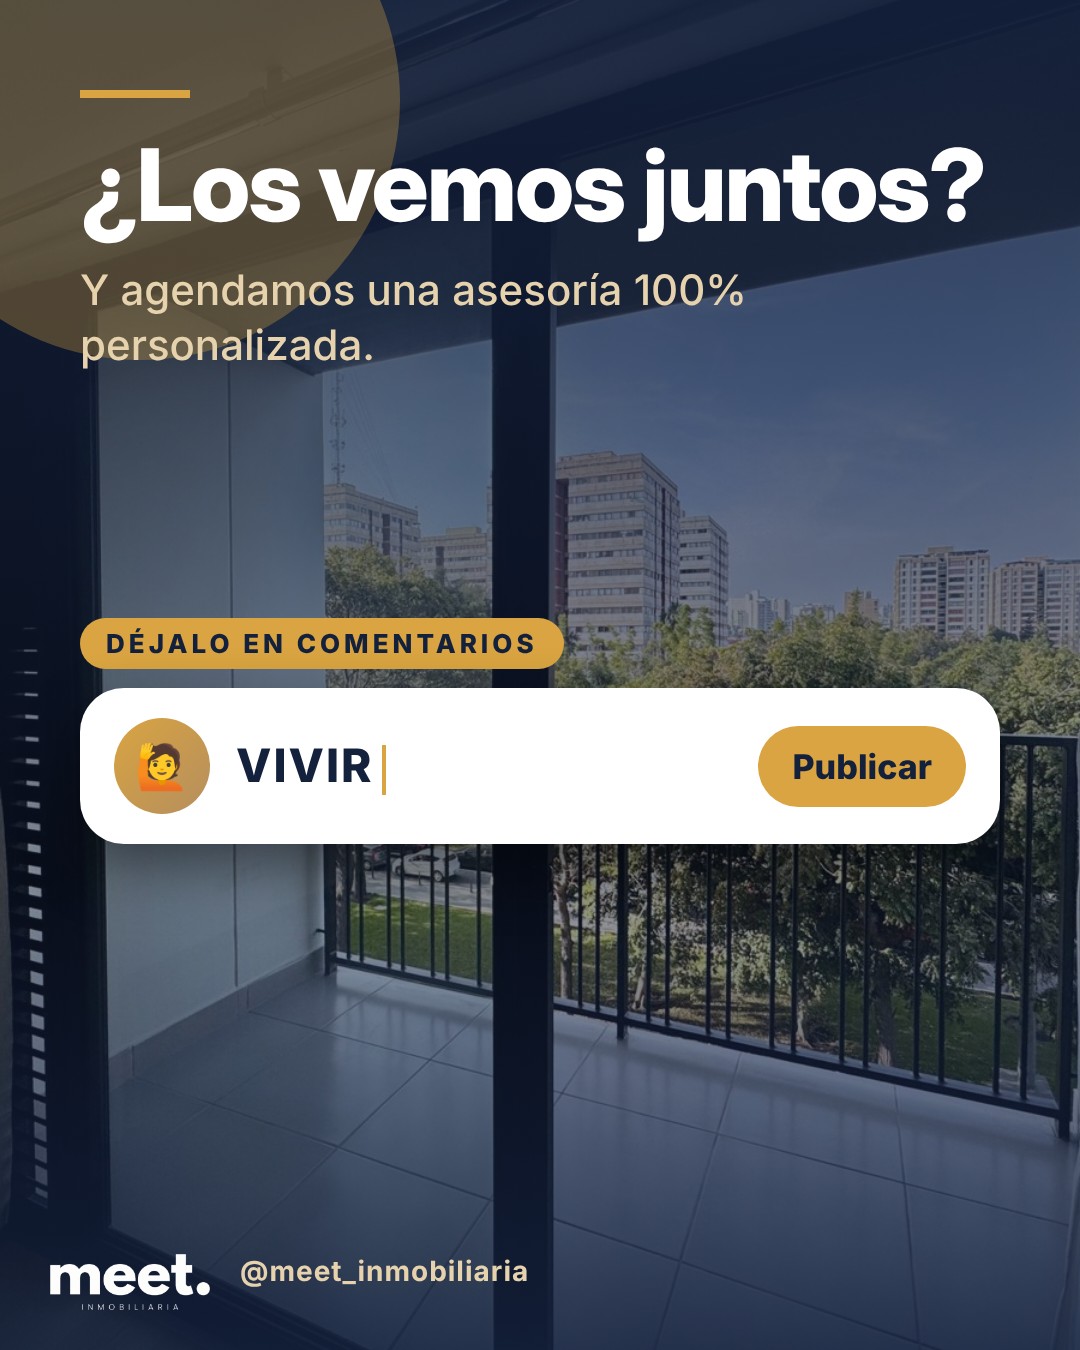 ¿Los vemos juntos?
Y agendamos una asesoría 100%
personalizada.
DÉJALO EN COMENTARIOS
VIVIR
Publicar
meet.
INMOBILIARIA
@meet_inmobiliaria